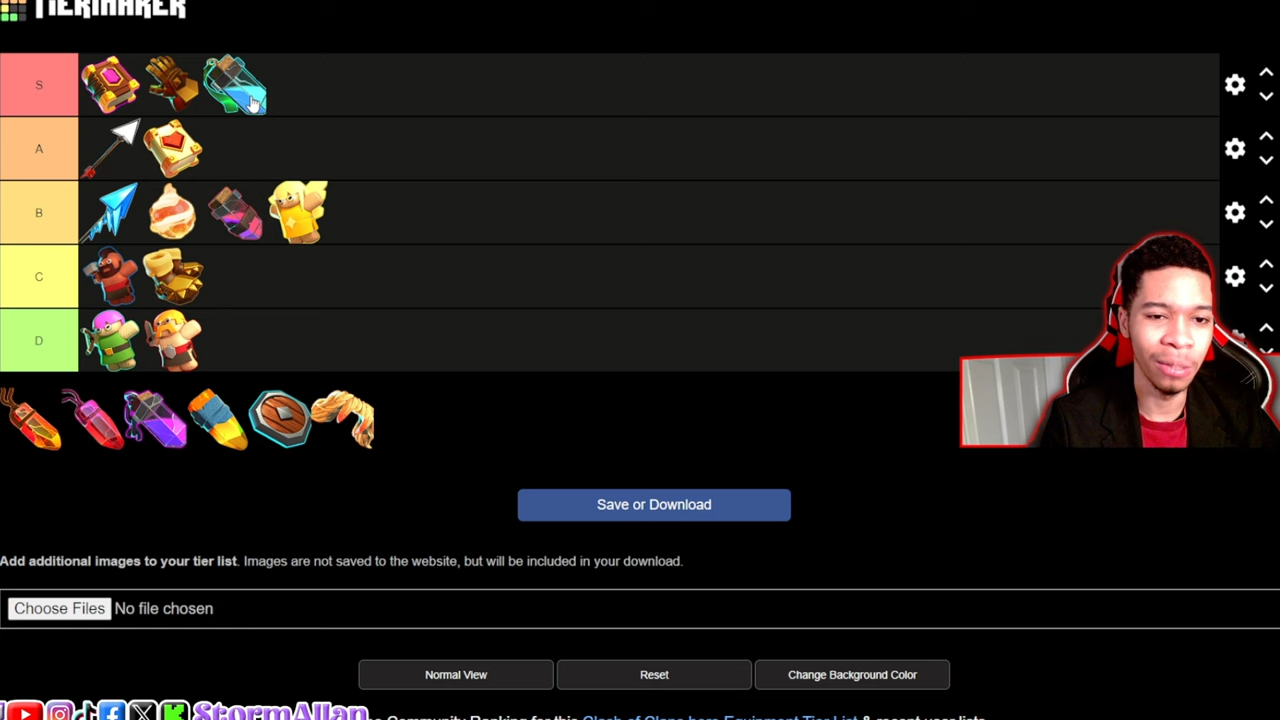 TIERMAKER
S
A
B
C
D
Save or Download
Add additional images to your tier list. Images are not saved to the website, but will be included in your download.
Choose Files No file chosen
Normal View Reset Change Background Color
StormAllan Community Ranking for this Clash of Clans hero Equipment Tier List & recent user lists